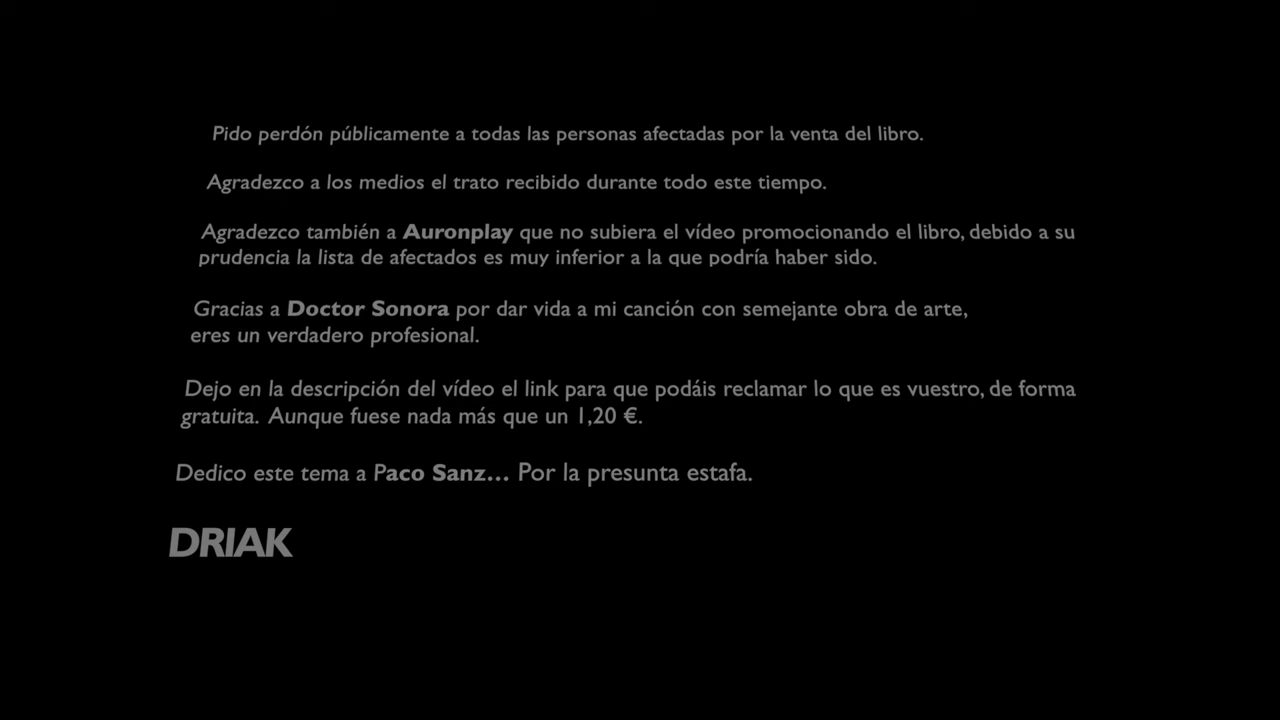 Pido perdón públicamente a todas las personas afectadas por la venta del libro.
Agradezco a los medios el trato recibido durante todo este tiempo.
Agradezco también a Auronplay que no subiera el vídeo promocionando el libro, debido a su
prudencia la lista de afectados es muy inferior a la que podría haber sido.
Gracias a Doctor Sonora por dar vida a mi canción con semejante obra de arte,
eres un verdadero profesional.
Dejo en la descripción del vídeo el link para que podáis reclamar lo que es vuestro, de forma
gratuita. Aunque fuese nada más que un 1,20 €.
Dedico este tema a Paco Sanz... Por la presunta estafa.
DRIAK